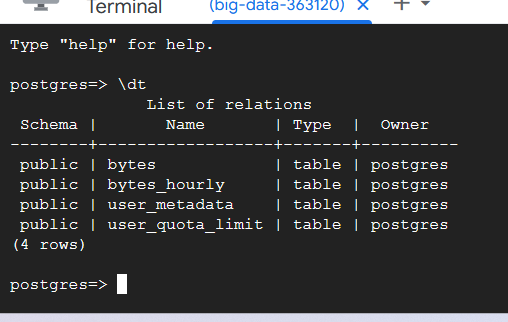 Terminal
(big-data-363120) × + ▾
Type "help" for help.
postgres=> \dt
              List of relations
 Schema |       Name       | Type  |  Owner
--------+------------------+-------+----------
 public | bytes            | table | postgres
 public | bytes_hourly     | table | postgres
 public | user_metadata    | table | postgres
 public | user_quota_limit | table | postgres
(4 rows)
postgres=>